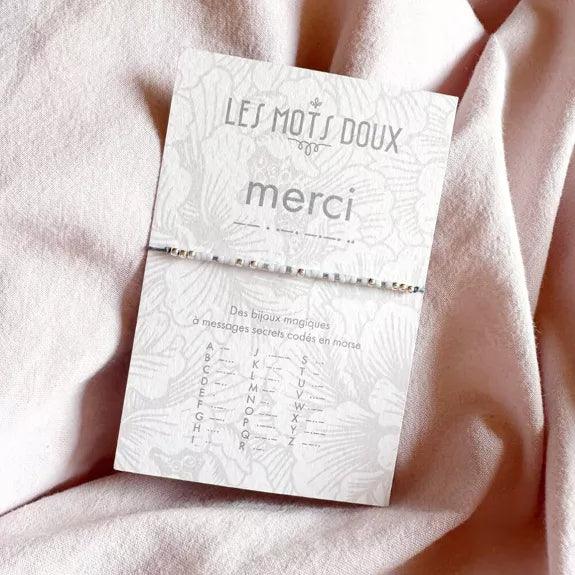 LES MOTS DOUX
merci
Des bijoux magiques
à messages secrets codés en morse
A J S
B K T
C L U
D M V
E N W
F O X
G P Y
H Q Z
I R